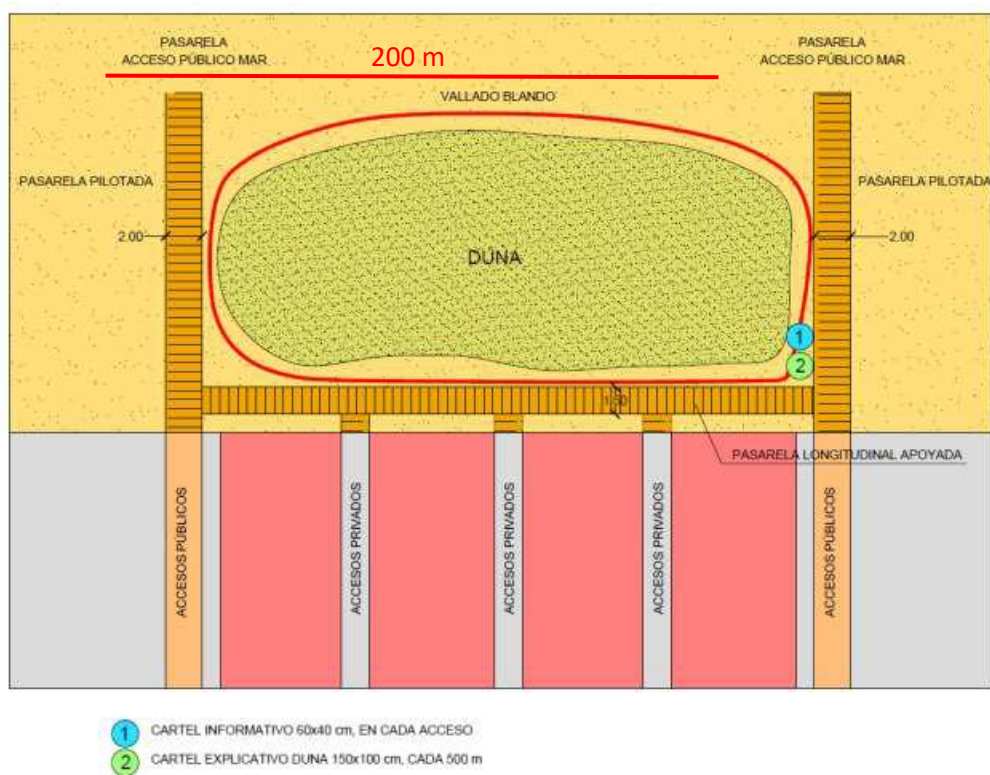 PASARELA
ACCESO PÚBLICO MAR
200 m
PASARELA
ACCESO PÚBLICO MAR
VALLADO BLANDO
PASARELA PILOTADA
PASARELA PILOTADA
2.00
2.00
DUNA
1
2
1.50
PASARELA LONGITUDINAL APOYADA
ACCESOS PÚBLICOS
ACCESOS PRIVADOS
ACCESOS PRIVADOS
ACCESOS PRIVADOS
ACCESOS PÚBLICOS
1 CARTEL INFORMATIVO 60x40 cm, EN CADA ACCESO
2 CARTEL EXPLICATIVO DUNA 150x100 cm, CADA 500 m